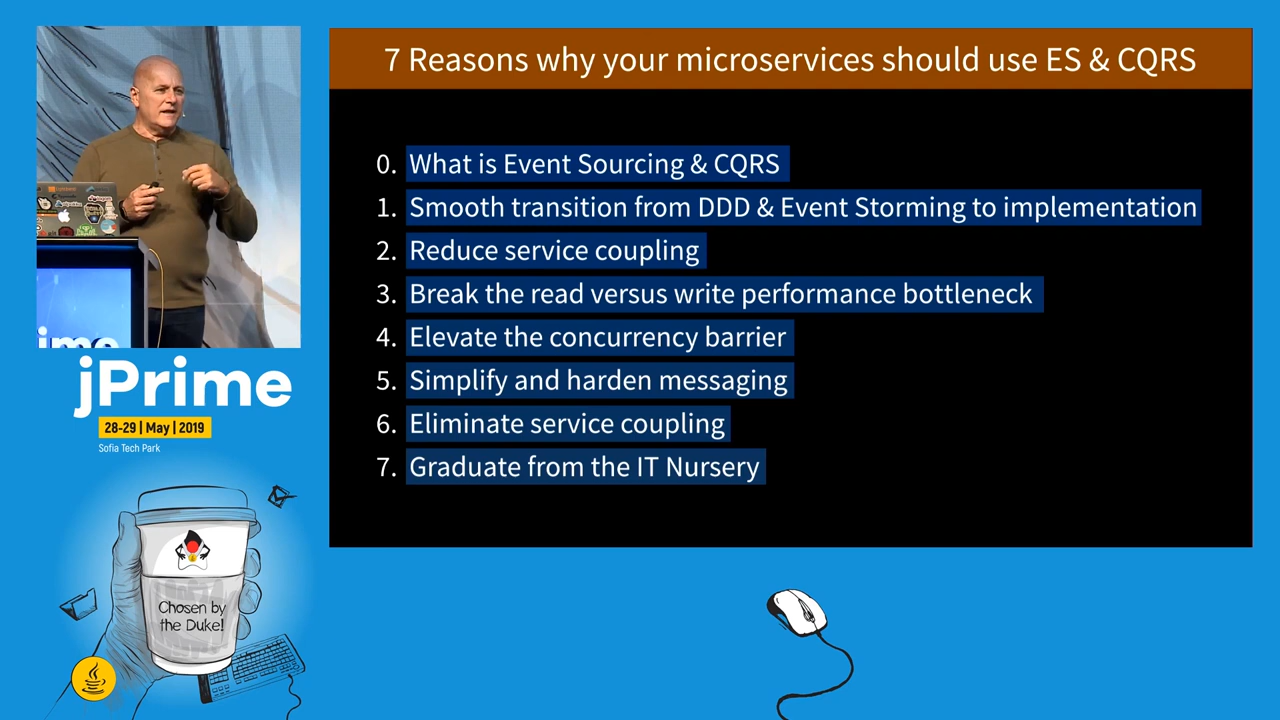 7 Reasons why your microservices should use ES & CQRS
0. What is Event Sourcing & CQRS
1. Smooth transition from DDD & Event Storming to implementation
2. Reduce service coupling
3. Break the read versus write performance bottleneck
4. Elevate the concurrency barrier
5. Simplify and harden messaging
6. Eliminate service coupling
7. Graduate from the IT Nursery
ime
jPrime
28-29 | May | 2019
Sofia Tech Park
Chosen by
the Duke!